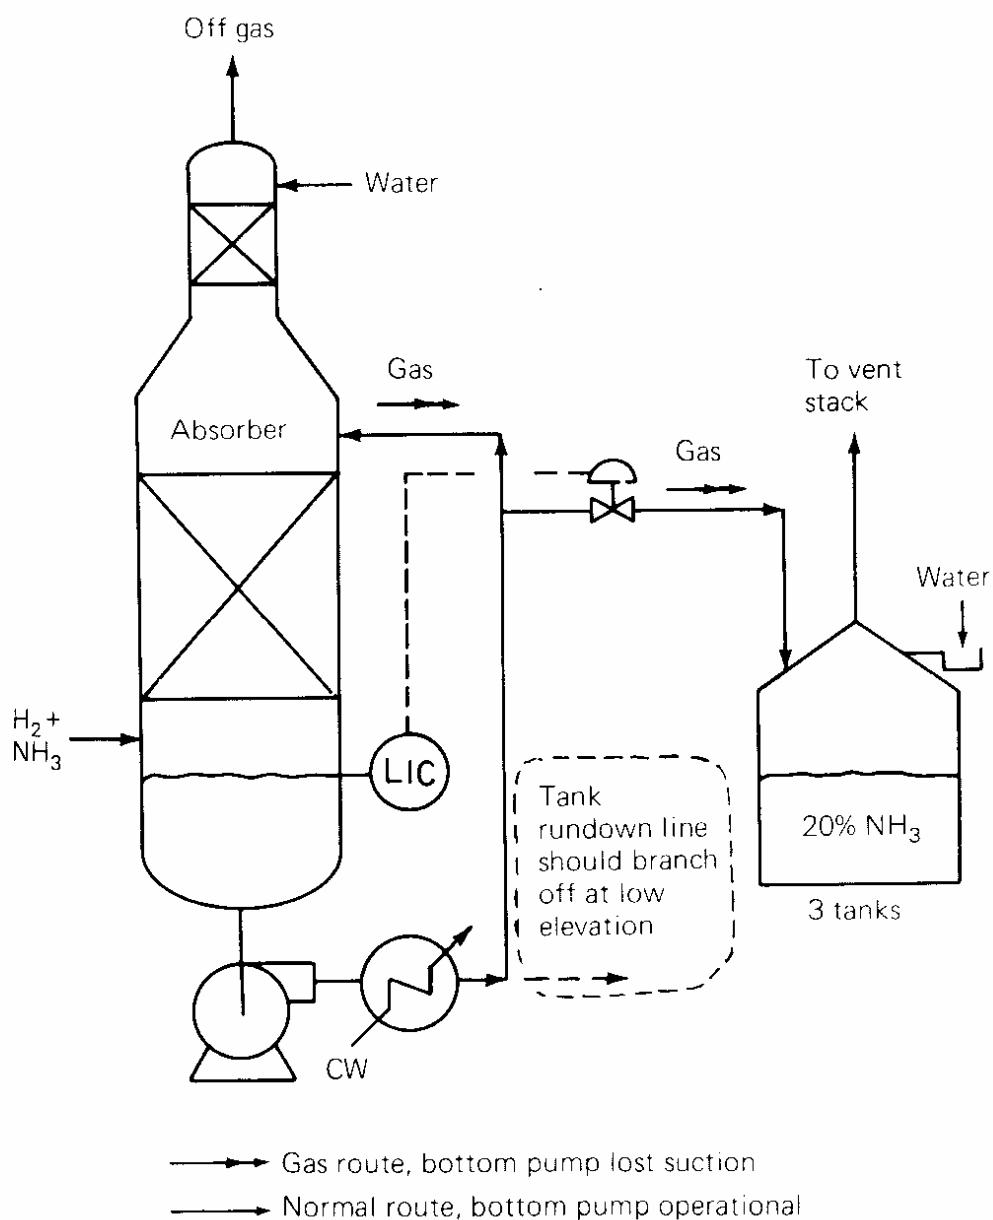 Off gas
Water
Gas
To vent
stack
Absorber
Gas
Water
H₂ +
NH₃
LIC
Tank
rundown line
should branch
off at low
elevation
20% NH₃
3 tanks
CW
Gas route, bottom pump lost suction
Normal route, bottom pump operational